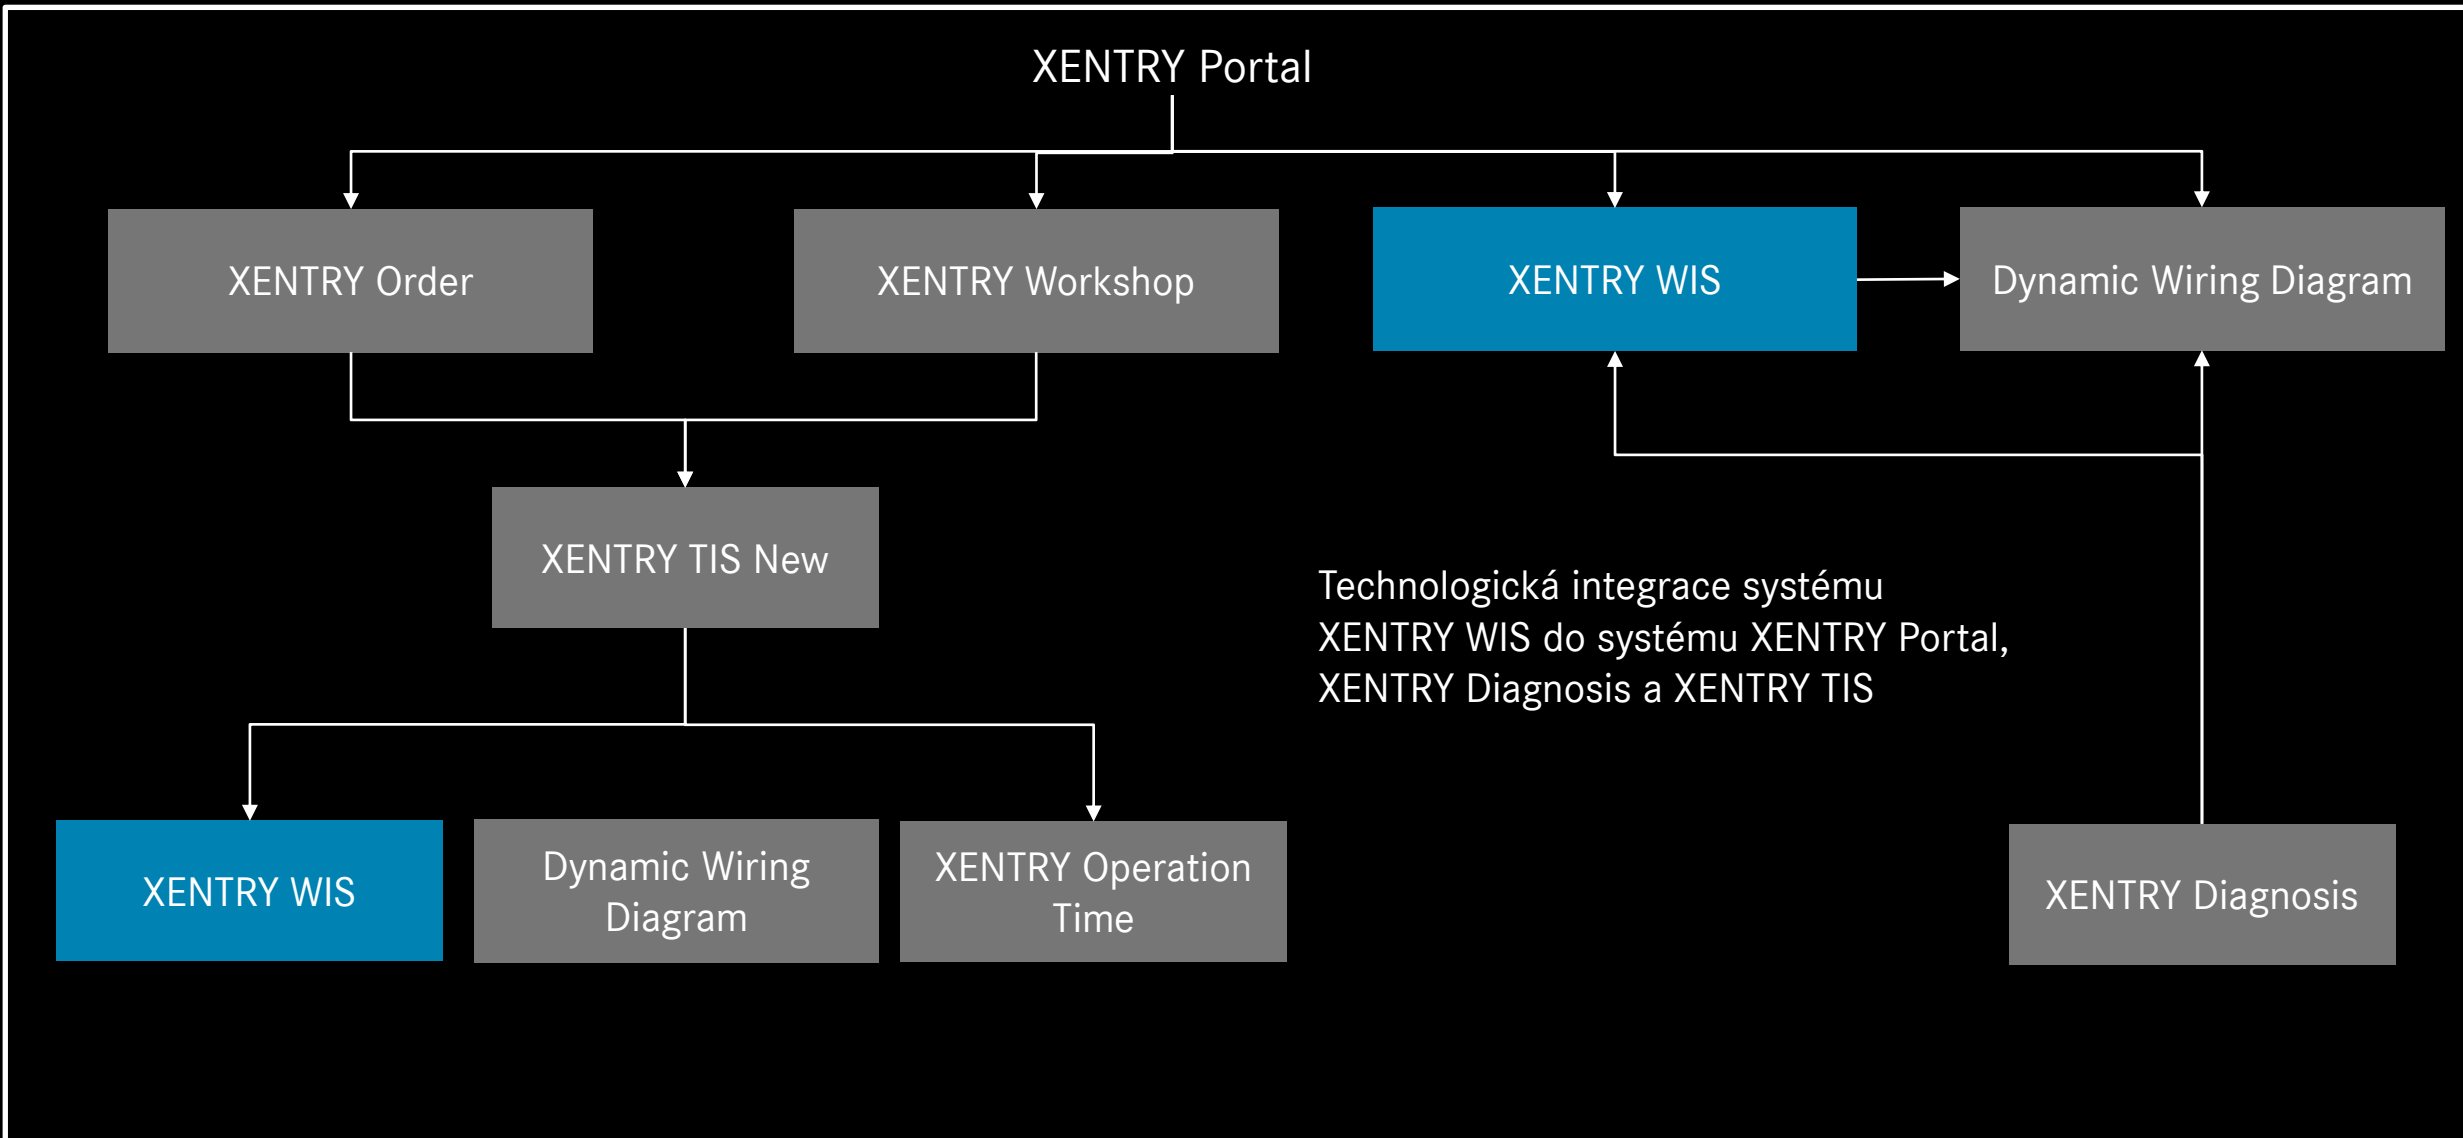 XENTRY Portal
XENTRY Order
XENTRY Workshop
XENTRY WIS
Dynamic Wiring Diagram
XENTRY TIS New
Technologická integrace systému
XENTRY WIS do systému XENTRY Portal,
XENTRY Diagnosis a XENTRY TIS
XENTRY WIS
Dynamic Wiring
Diagram
XENTRY Operation
Time
XENTRY Diagnosis